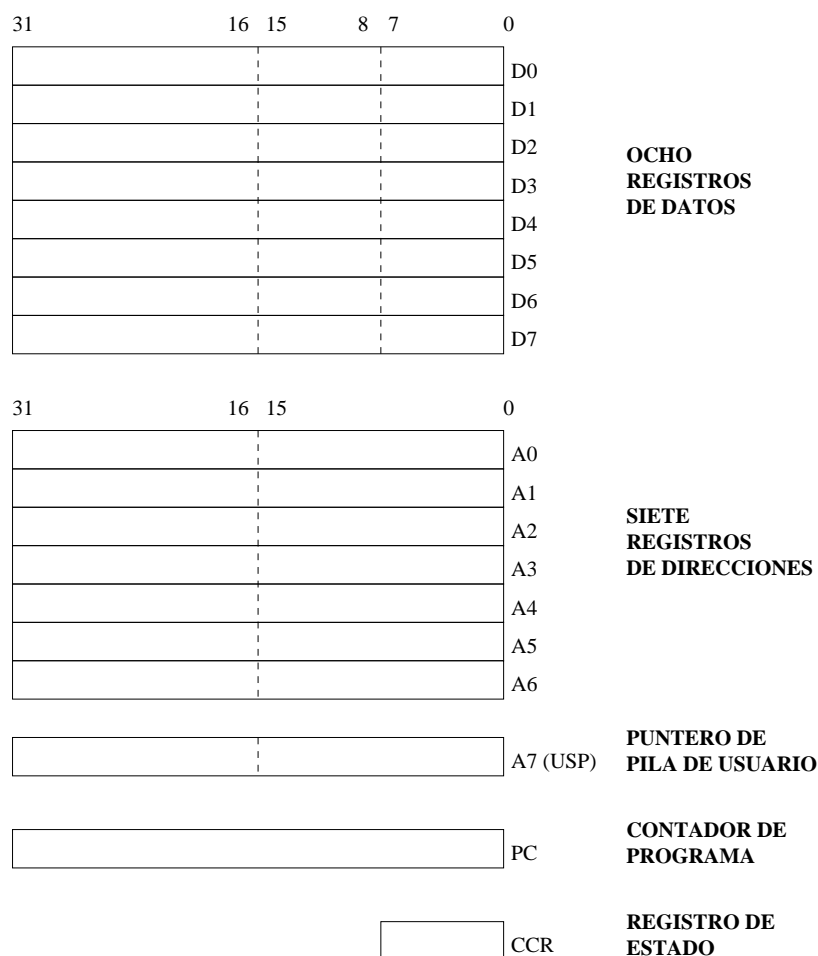 31 16 15 8 7 0
D0
D1
D2
D3
D4
D5
D6
D7
OCHO
REGISTROS
DE DATOS
31 16 15 0
A0
A1
A2
A3
A4
A5
A6
SIETE
REGISTROS
DE DIRECCIONES
A7 (USP)
PUNTERO DE
PILA DE USUARIO
PC
CONTADOR DE
PROGRAMA
CCR
REGISTRO DE
ESTADO